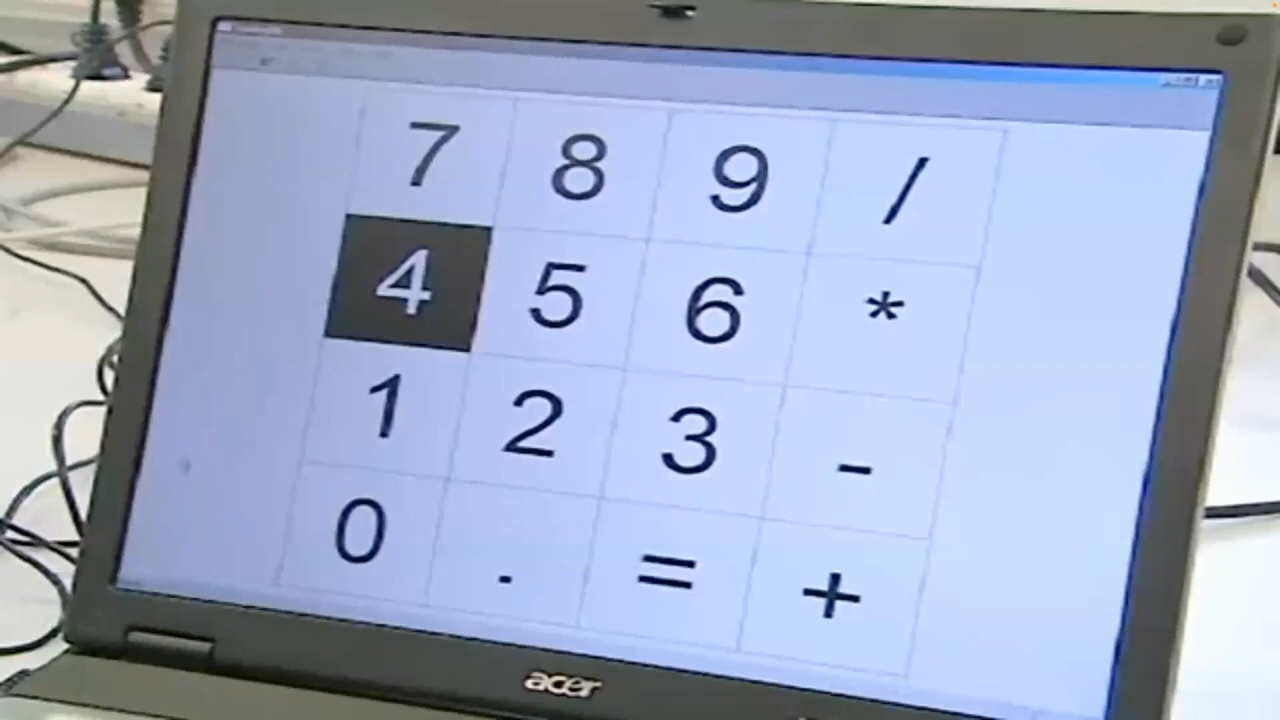 7 8 9 /
4 5 6 *
1 2 3 -
0 . = +
acer